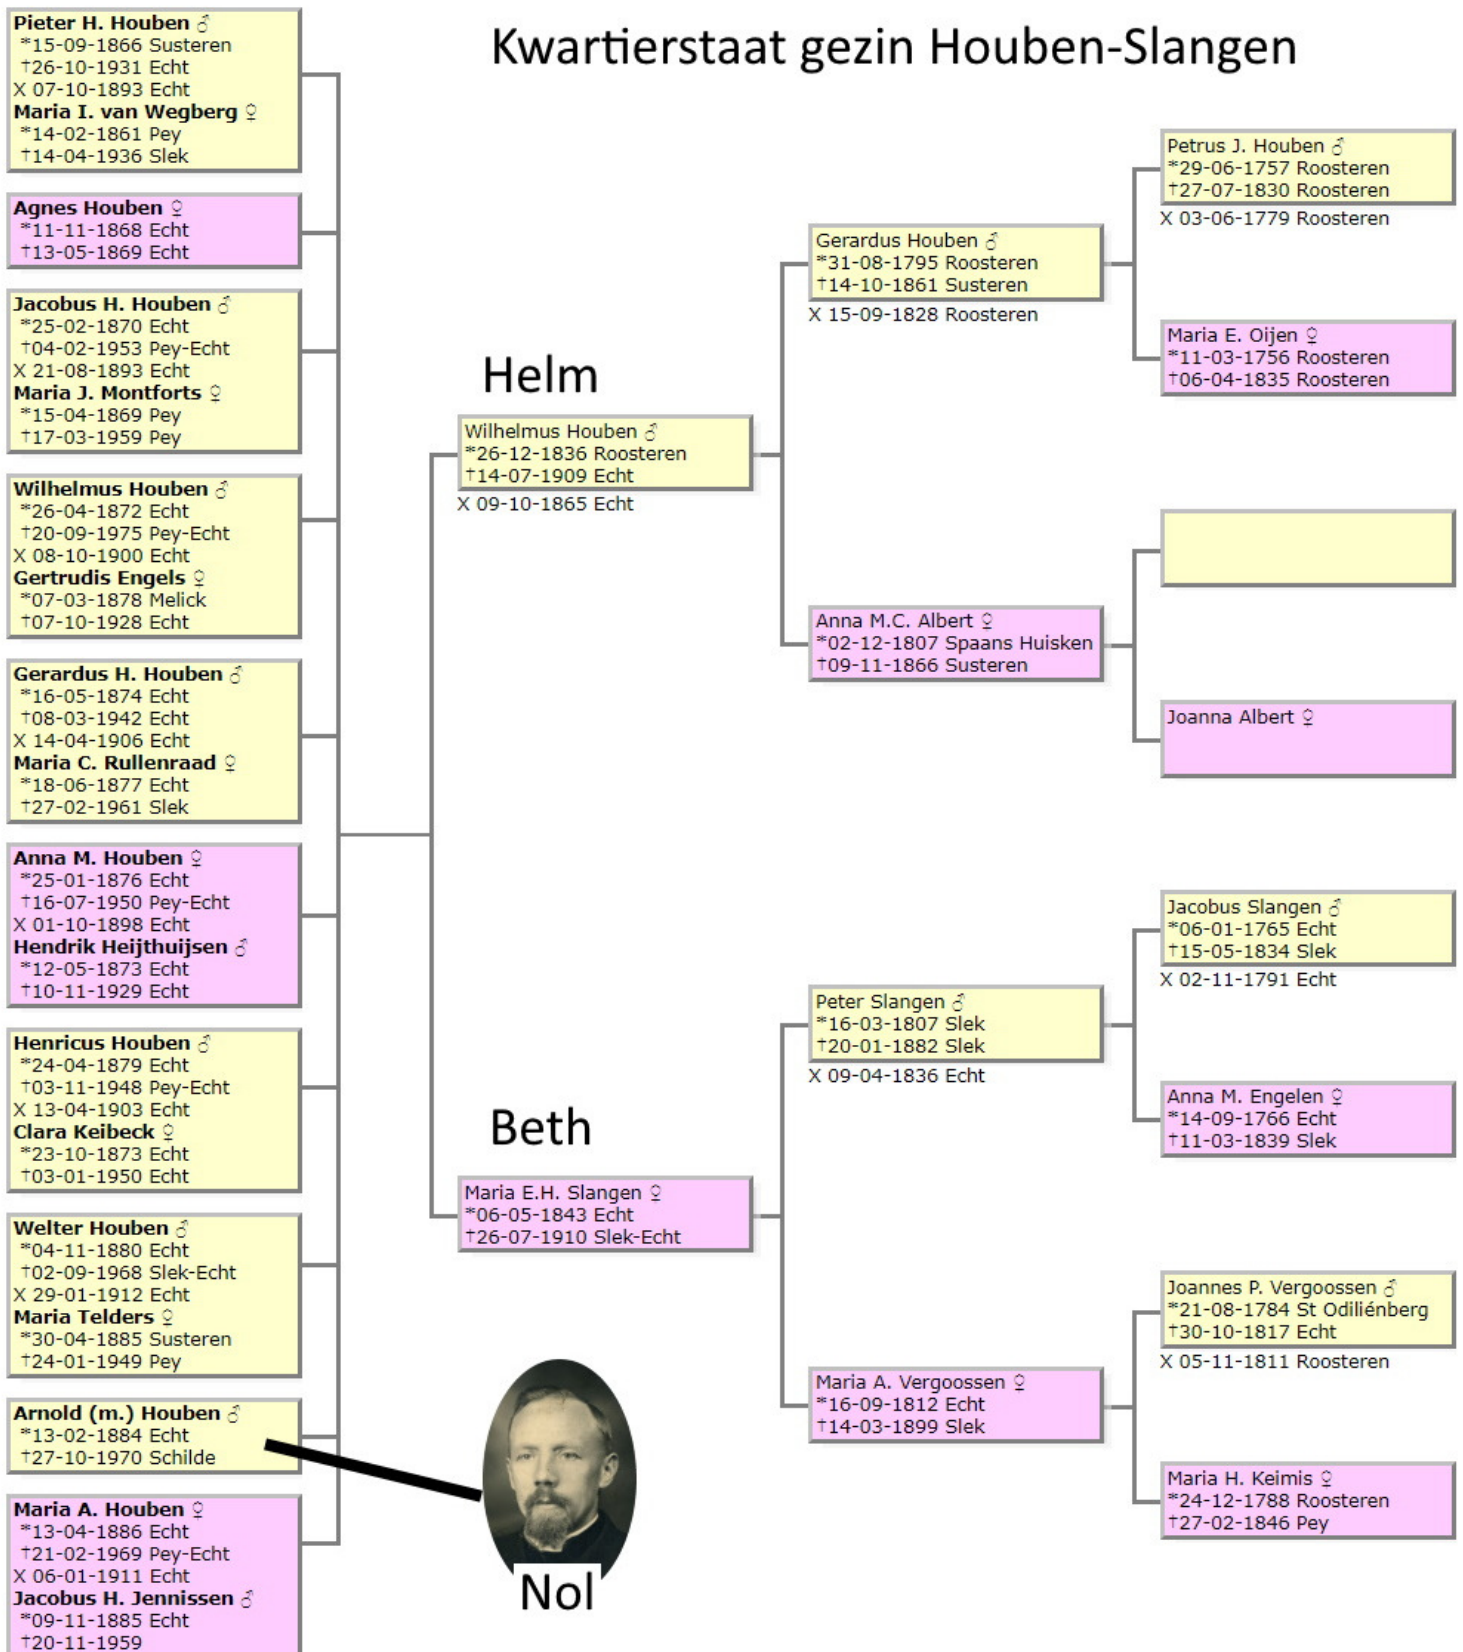 Kwartierstaat gezin Houben-Slangen
Pieter H. Houben ♂
*15-09-1866 Susteren
†26-10-1931 Echt
X 07-10-1893 Echt
Maria I. van Wegberg ♀
*14-02-1861 Pey
†14-04-1936 Slek
Agnes Houben ♀
*11-11-1868 Echt
†13-05-1869 Echt
Jacobus H. Houben ♂
*25-02-1870 Echt
†04-02-1953 Pey-Echt
X 21-08-1893 Echt
Maria J. Montforts ♀
*15-04-1869 Pey
†17-03-1959 Pey
Wilhelmus Houben ♂
*26-04-1872 Echt
†20-09-1975 Pey-Echt
X 08-10-1900 Echt
Gertrudis Engels ♀
*07-03-1878 Melick
†07-10-1928 Echt
Gerardus H. Houben ♂
*16-05-1874 Echt
†08-03-1942 Echt
X 14-04-1906 Echt
Maria C. Rullenraad ♀
*18-06-1877 Echt
†27-02-1961 Slek
Anna M. Houben ♀
*25-01-1876 Echt
†16-07-1950 Pey-Echt
X 01-10-1898 Echt
Hendrik Heijthuijsen ♂
*12-05-1873 Echt
†10-11-1929 Echt
Henricus Houben ♂
*24-04-1879 Echt
†03-11-1948 Pey-Echt
X 13-04-1903 Echt
Clara Keibeck ♀
*23-10-1873 Echt
†03-01-1950 Echt
Welter Houben ♂
*04-11-1880 Echt
†02-09-1968 Slek-Echt
X 29-01-1912 Echt
Maria Telders ♀
*30-04-1885 Susteren
†24-01-1949 Pey
Arnold (m.) Houben ♂
*13-02-1884 Echt
†27-10-1970 Schilde
Maria A. Houben ♀
*13-04-1886 Echt
†21-02-1969 Pey-Echt
X 06-01-1911 Echt
Jacobus H. Jennissen ♂
*09-11-1885 Echt
†20-11-1959
Helm
Wilhelmus Houben ♂
*26-12-1836 Roosteren
†14-07-1909 Echt
X 09-10-1865 Echt
Beth
Maria E.H. Slangen ♀
*06-05-1843 Echt
†26-07-1910 Slek-Echt
Nol
Gerardus Houben ♂
*31-08-1795 Roosteren
†14-10-1861 Susteren
X 15-09-1828 Roosteren
Anna M.C. Albert ♀
*02-12-1807 Spaans Huisken
†09-11-1866 Susteren
Peter Slangen ♂
*16-03-1807 Slek
†20-01-1882 Slek
X 09-04-1836 Echt
Maria A. Vergoossen ♀
*16-09-1812 Echt
†14-03-1899 Slek
Petrus J. Houben ♂
*29-06-1757 Roosteren
†27-07-1830 Roosteren
X 03-06-1779 Roosteren
Maria E. Oijen ♀
*11-03-1756 Roosteren
†06-04-1835 Roosteren
Joanna Albert ♀
Jacobus Slangen ♂
*06-01-1765 Echt
†15-05-1834 Slek
X 02-11-1791 Echt
Anna M. Engelen ♀
*14-09-1766 Echt
†11-03-1839 Slek
Joannes P. Vergoossen ♂
*21-08-1784 St Odiliénberg
†30-10-1817 Echt
X 05-11-1811 Roosteren
Maria H. Keimis ♀
*24-12-1788 Roosteren
†27-02-1846 Pey